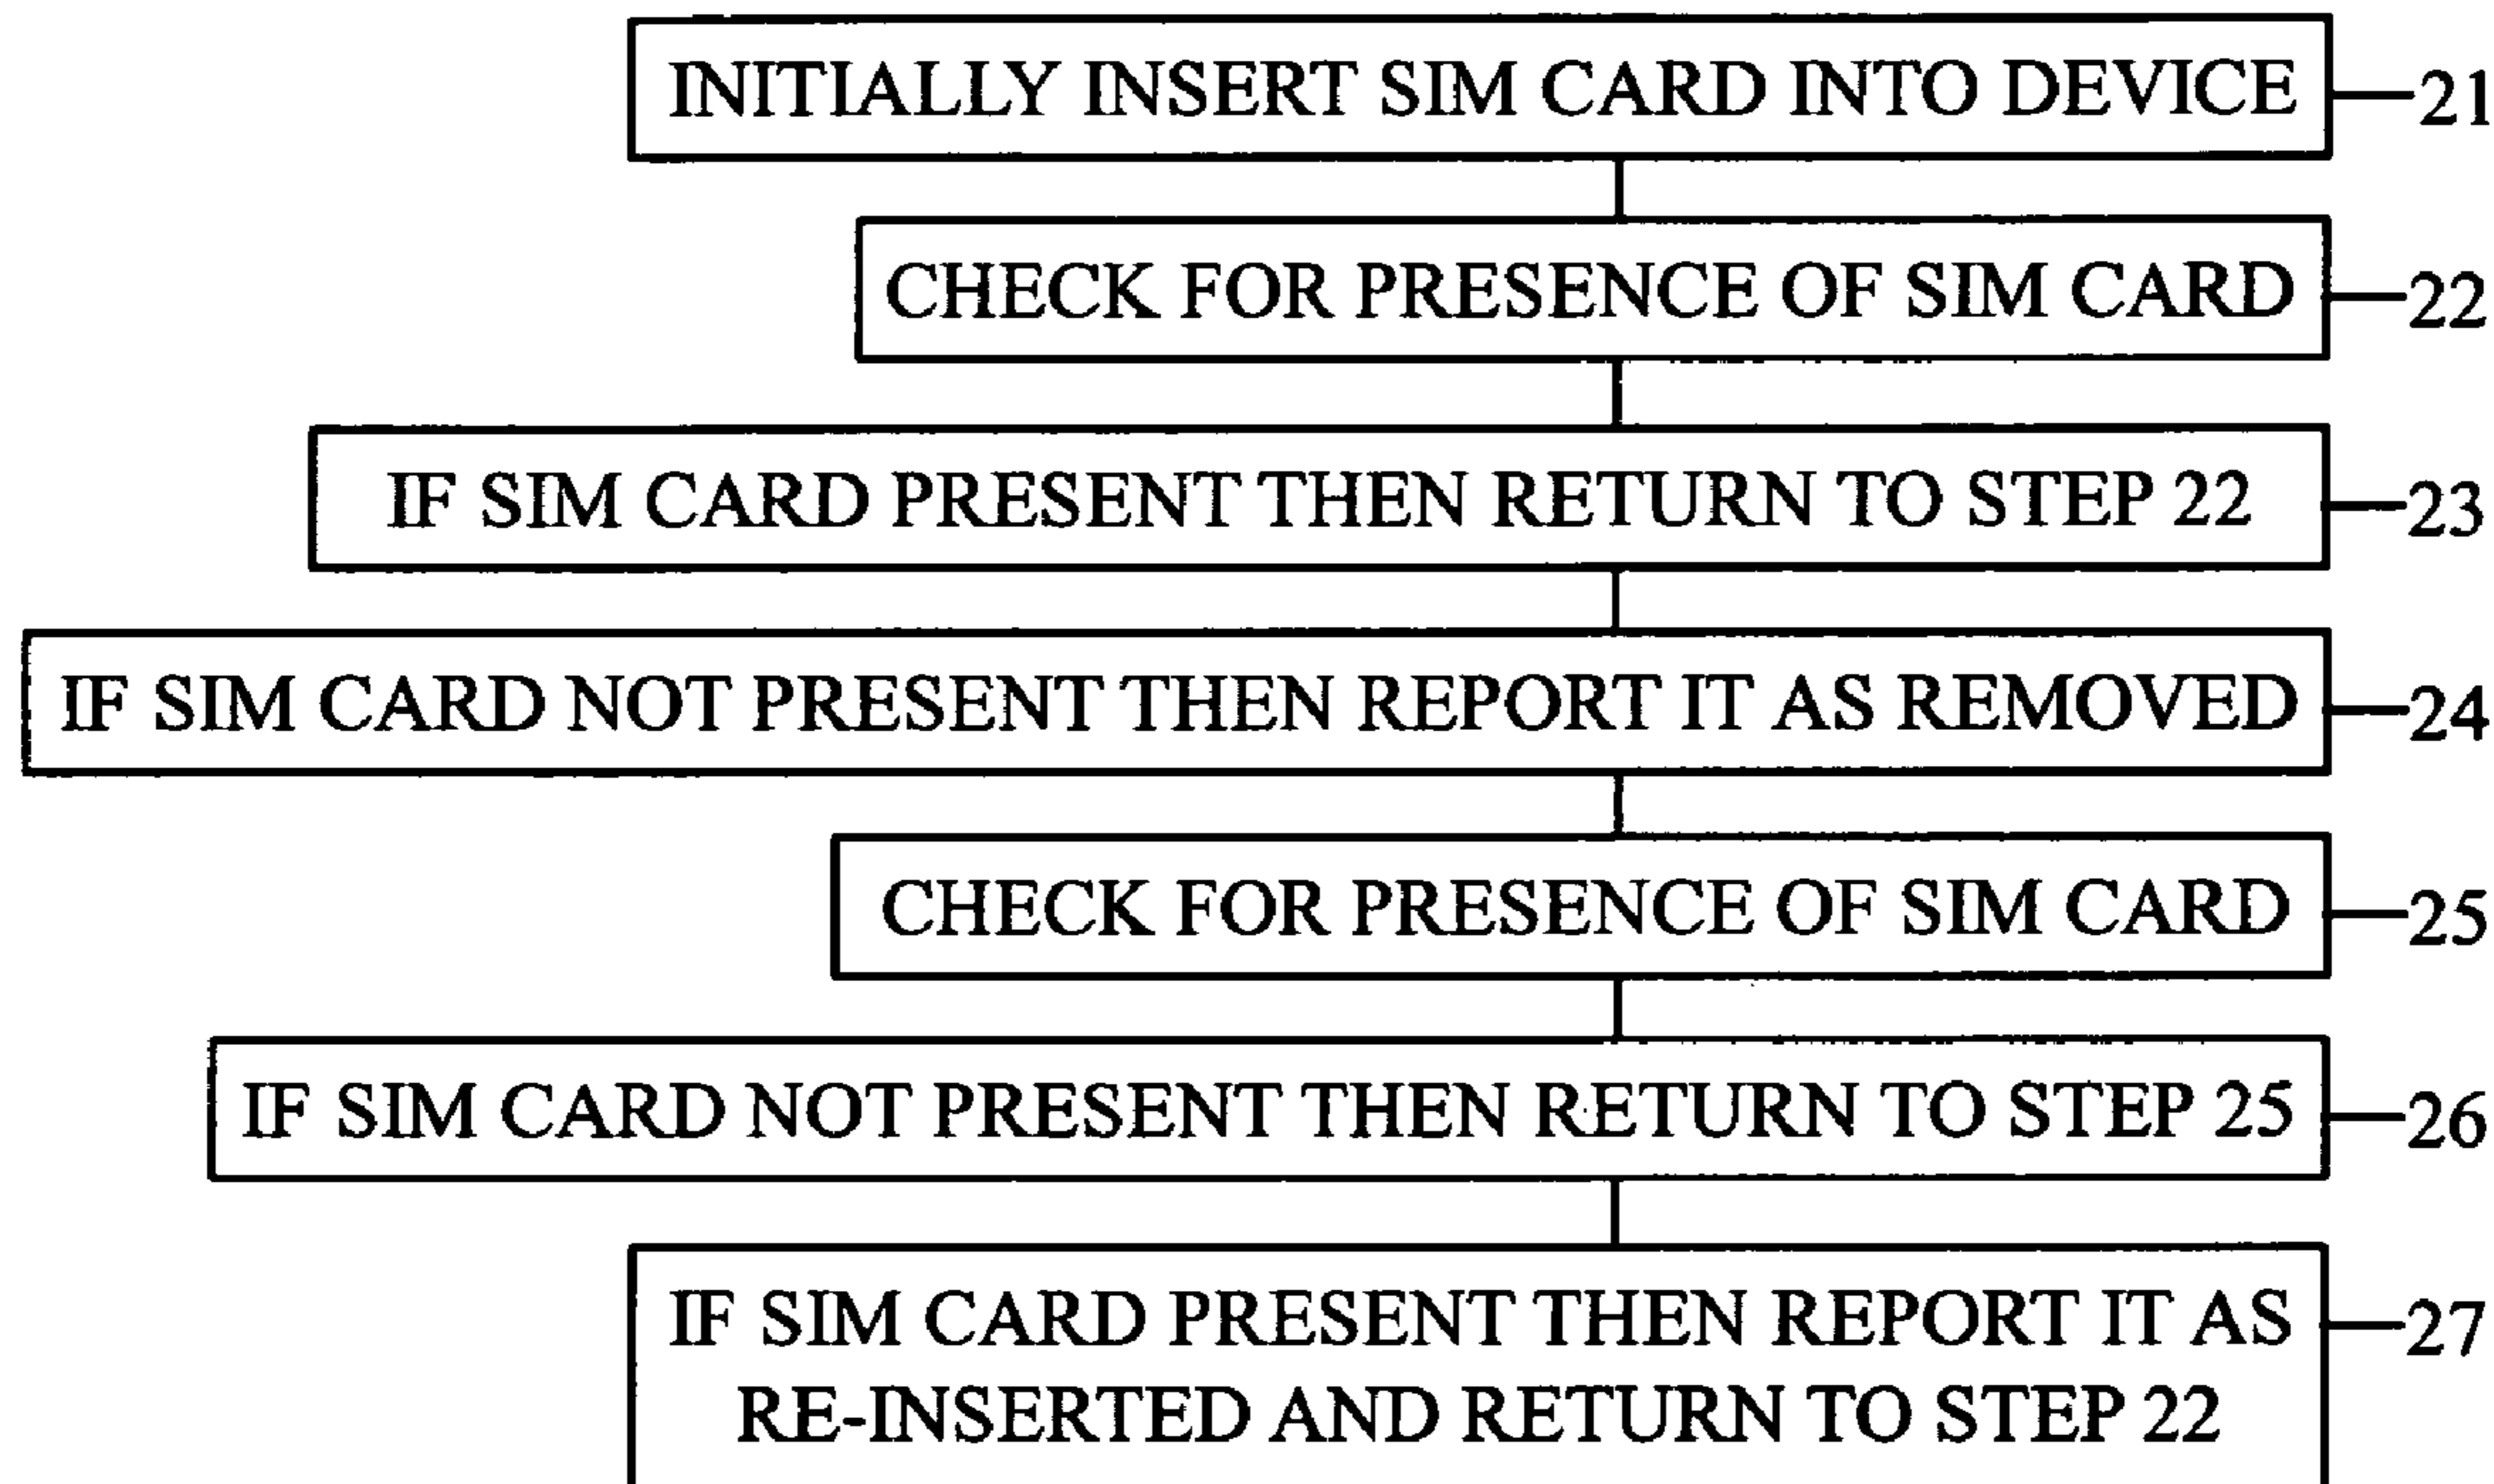 INITIALLY INSERT SIM CARD INTO DEVICE 21
CHECK FOR PRESENCE OF SIM CARD 22
IF SIM CARD PRESENT THEN RETURN TO STEP 22 23
IF SIM CARD NOT PRESENT THEN REPORT IT AS REMOVED 24
CHECK FOR PRESENCE OF SIM CARD 25
IF SIM CARD NOT PRESENT THEN RETURN TO STEP 25 26
IF SIM CARD PRESENT THEN REPORT IT AS 27
RE-INSERTED AND RETURN TO STEP 22